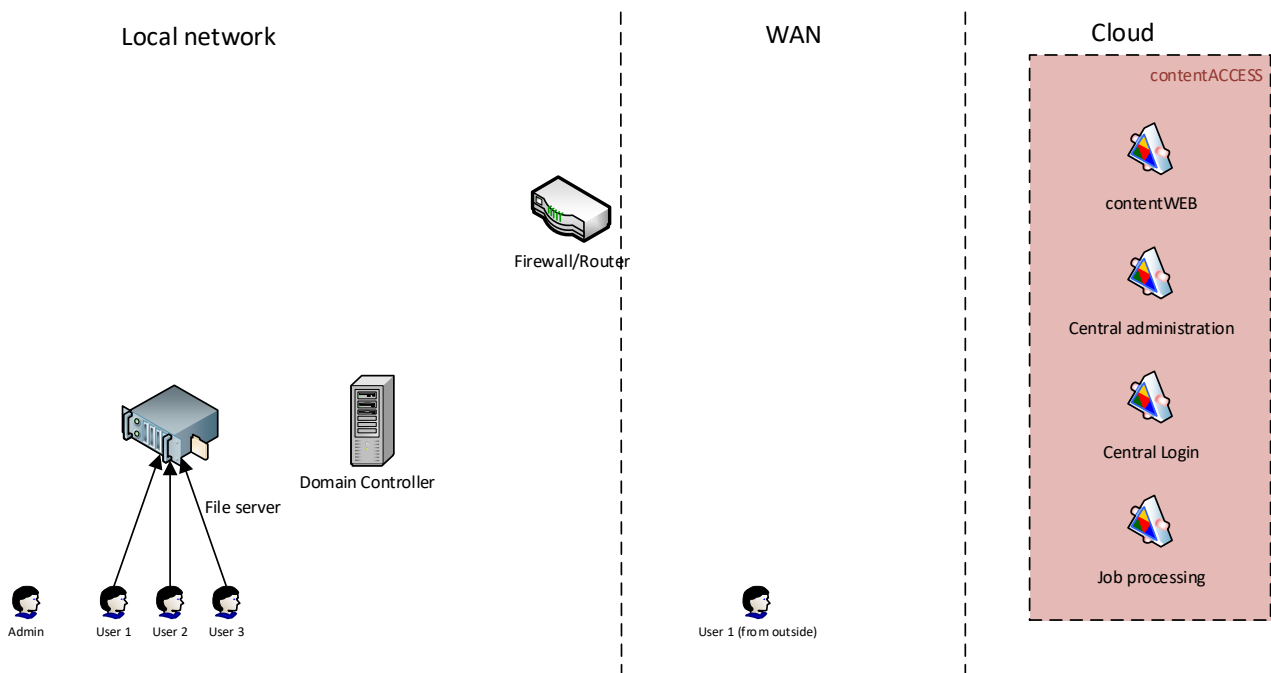 Local network
WAN
Cloud
contentACCESS
contentWEB
Firewall/Router
Central administration
Central Login
Domain Controller
File server
Job processing
Admin
User 1
User 2
User 3
User 1 (from outside)